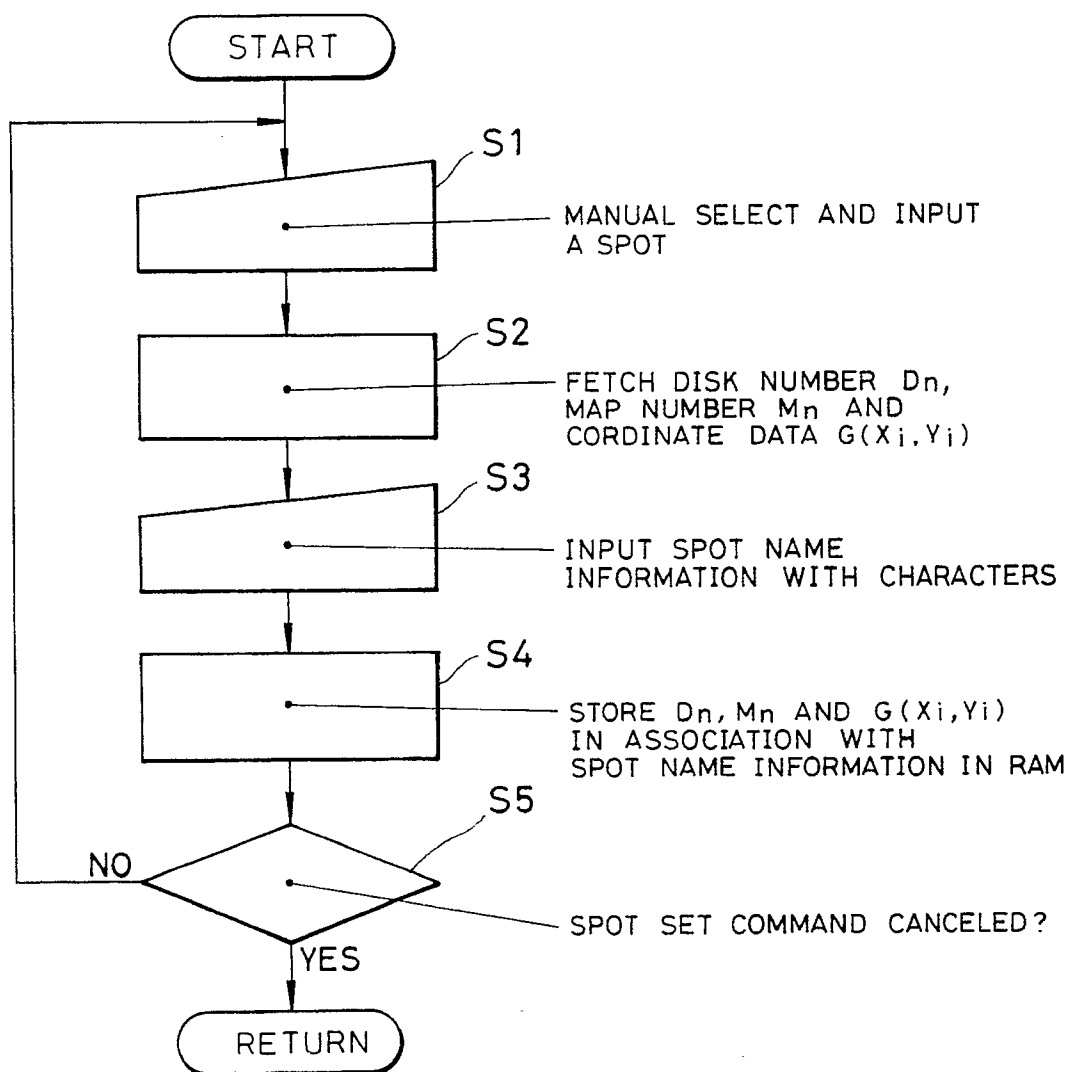 START
S1
MANUAL SELECT AND INPUT
A SPOT
S2
FETCH DISK NUMBER Dn,
MAP NUMBER Mn AND
CORDINATE DATA G(Xi.Yi)
S3
INPUT SPOT NAME
INFORMATION WITH CHARACTERS
S4
STORE Dn, Mn AND G(Xi,Yi)
IN ASSOCIATION WITH
SPOT NAME INFORMATION IN RAM
S5
NO
SPOT SET COMMAND CANCELED?
YES
RETURN